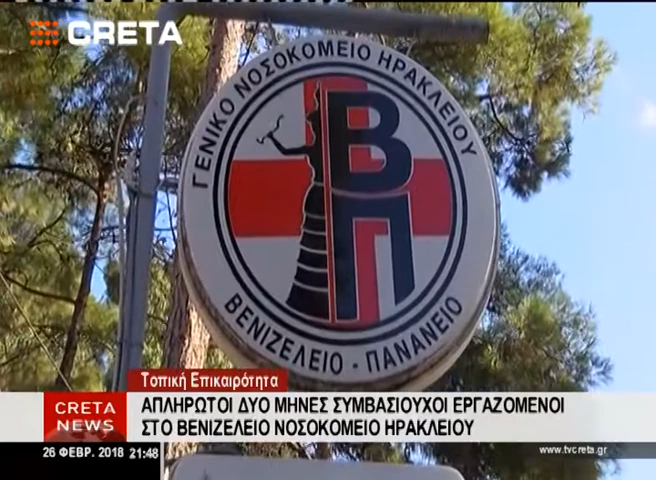 CRETA
ΓΕΝΙΚΟ ΝΟΣΟΚΟΜΕΙΟ ΗΡΑΚΛΕΙΟΥ
ΒΠ
ΒΕΝΙΖΕΛΕΙΟ - ΠΑΝΑΝΕΙΟ
Τοπική Επικαιρότητα
CRETA NEWS
ΑΠΛΗΡΩΤΟΙ ΔΥΟ ΜΗΝΕΣ ΣΥΜΒΑΣΙΟΥΧΟΙ ΕΡΓΑΖΟΜΕΝΟΙ
ΣΤΟ ΒΕΝΙΖΕΛΕΙΟ ΝΟΣΟΚΟΜΕΙΟ ΗΡΑΚΛΕΙΟΥ
26 ΦΕΒΡ. 2018 21:48
www.tvcreta.gr